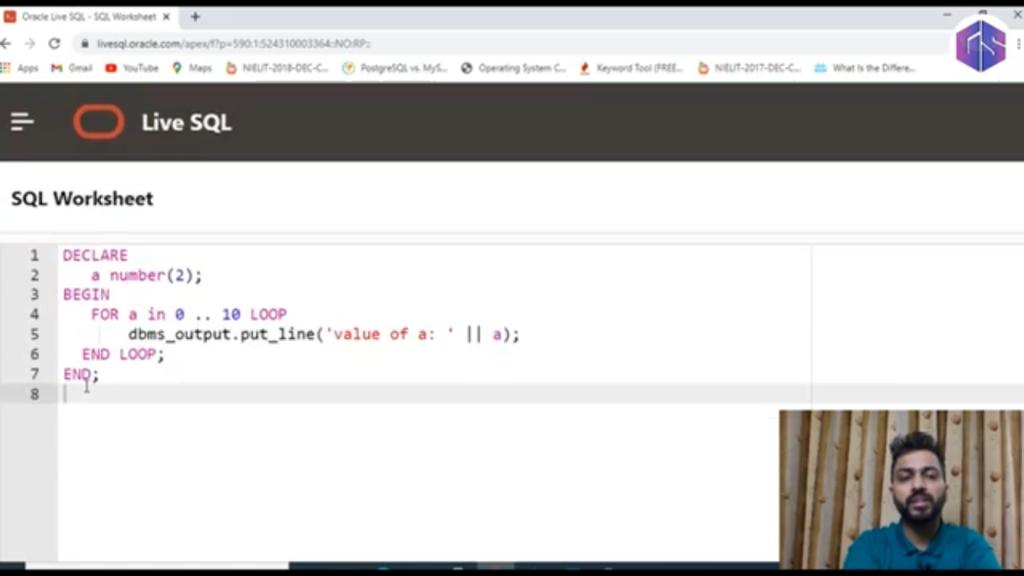 Oracle Live SQL - SQL Worksheet
livesql.oracle.com/apex/f?p=590:1:524310003364::NO:RP::
Apps Gmail YouTube Maps NIELIT-2018-DEC-C... PostgreSQL vs. MyS... Operating System C... Keyword Tool (FREE... NIELIT-2017-DEC-C... What Is the Differe...
Live SQL
SQL Worksheet
1 DECLARE
2 a number(2);
3 BEGIN
4 FOR a in 0 .. 10 LOOP
5 dbms_output.put_line('value of a: ' || a);
6 END LOOP;
7 END;
8